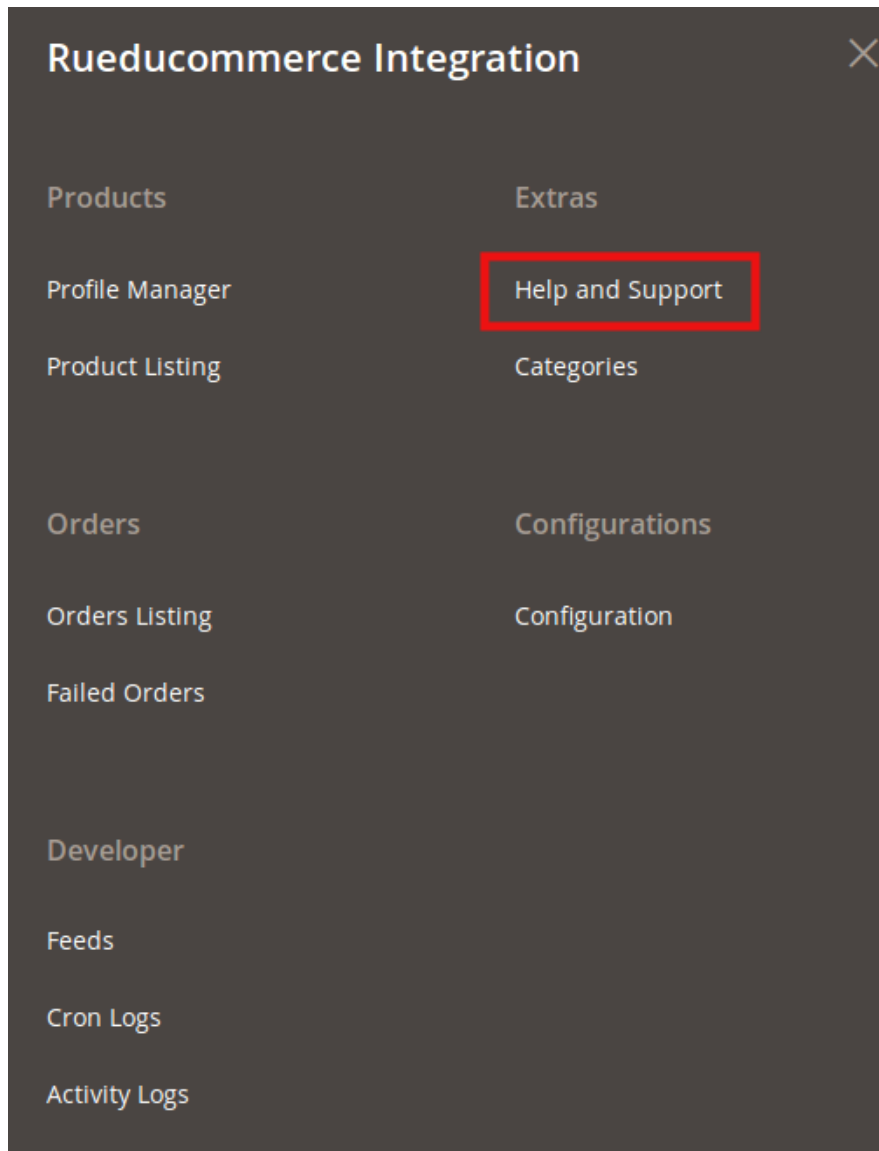 Rueducommerce Integration
Products
Profile Manager
Product Listing
Extras
Help and Support
Categories
Orders
Orders Listing
Failed Orders
Configurations
Configuration
Developer
Feeds
Cron Logs
Activity Logs